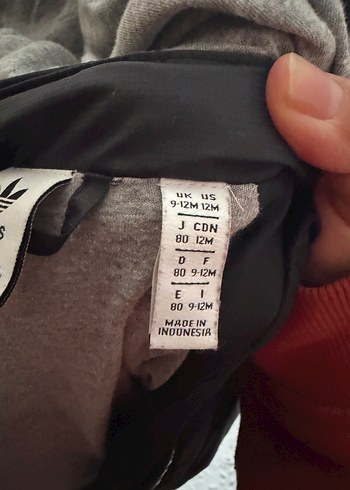 UK US
9-12M 12M
J CDN
80 12M
D F
80 9-12M
E I
80 9-12M
MADE IN
INDONESIA